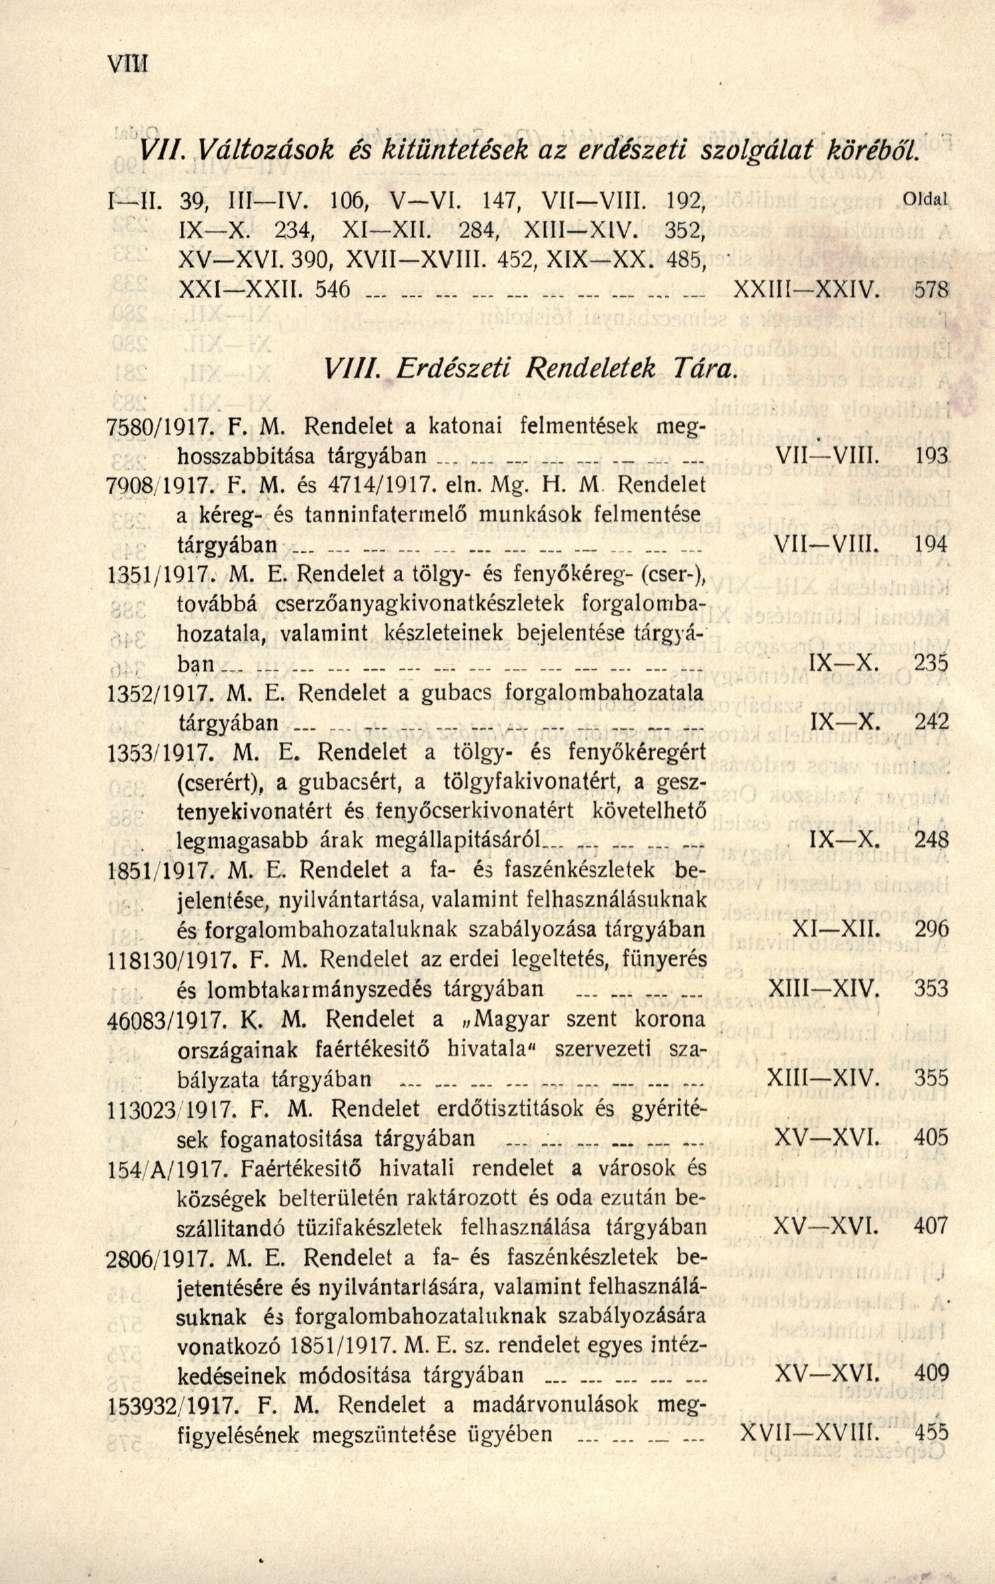 VIII
VII. Változások és kitüntetések az erdészeti szolgálat köréből.
I—II. 39, III—IV. 106, V—VI. 147, VII—VIII. 192, Oldal
IX—X. 234, XI—XII. 284, XIII—XIV. 352,
XV—XVI. 390, XVII—XVIII. 452, XIX—XX. 485,
XXI—XXII. 546 XXIII—XXIV. 578
VIII. Erdészeti Rendeletek Tára.
7580/1917. F. M. Rendelet a katonai felmentések meg-
hosszabbitása tárgyában VII—VIII. 193
7908/1917. F. M. és 4714/1917. eln. Mg. H. M Rendelet
a kéreg- és tanninfatermelő munkások felmentése
tárgyában VII—VIII. 194
1351/1917. M. E. Rendelet a tölgy- és fenyőkéreg- (cser-),
továbbá cserzőanyagkivonatkészletek forgalomba-
hozatala, valamint készleteinek bejelentése tárgyá-
ban IX—X. 235
1352/1917. M. E. Rendelet a gubacs forgalombahozatala
tárgyában IX—X. 242
1353/1917. M. E. Rendelet a tölgy- és fenyőkéregért
(cserért), a gubacsért, a tölgyfakivonatért, a gesz-
tenyekivonatért és fenyőcserkivonatért követelhető
legmagasabb árak megállapitásáról IX—X. 248
1851/1917. M. E. Rendelet a fa- és faszénkészletek be-
jelentése, nyilvántartása, valamint felhasználásuknak
és forgalombahozataluknak szabályozása tárgyában XI—XII. 296
118130/1917. F. M. Rendelet az erdei legeltetés, fünyerés
és lombtakarmányszedés tárgyában XIII—XIV. 353
46083/1917. K. M. Rendelet a „Magyar szent korona
országainak faértékesitő hivatala" szervezeti sza-
bályzata tárgyában XIII—XIV. 355
113023/1917. F. M. Rendelet erdőtisztitások és gyérité-
sek foganatositása tárgyában XV—XVI. 405
154/A/1917. Faértékesitő hivatali rendelet a városok és
községek belterületén raktározott és oda ezután be-
szállitandó tüzifakészletek felhasználása tárgyában XV—XVI. 407
2806/1917. M. E. Rendelet a fa- és faszénkészletek be-
jetentésére és nyilvántarlására, valamint felhasználá-
suknak és forgalombahozataluknak szabályozására
vonatkozó 1851/1917. M. E. sz. rendelet egyes intéz-
kedéseinek módositása tárgyában XV—XVI. 409
153932/1917. F. M. Rendelet a madárvonulások meg-
figyelésének megszüntetése ügyében XVII—XVIII. 455